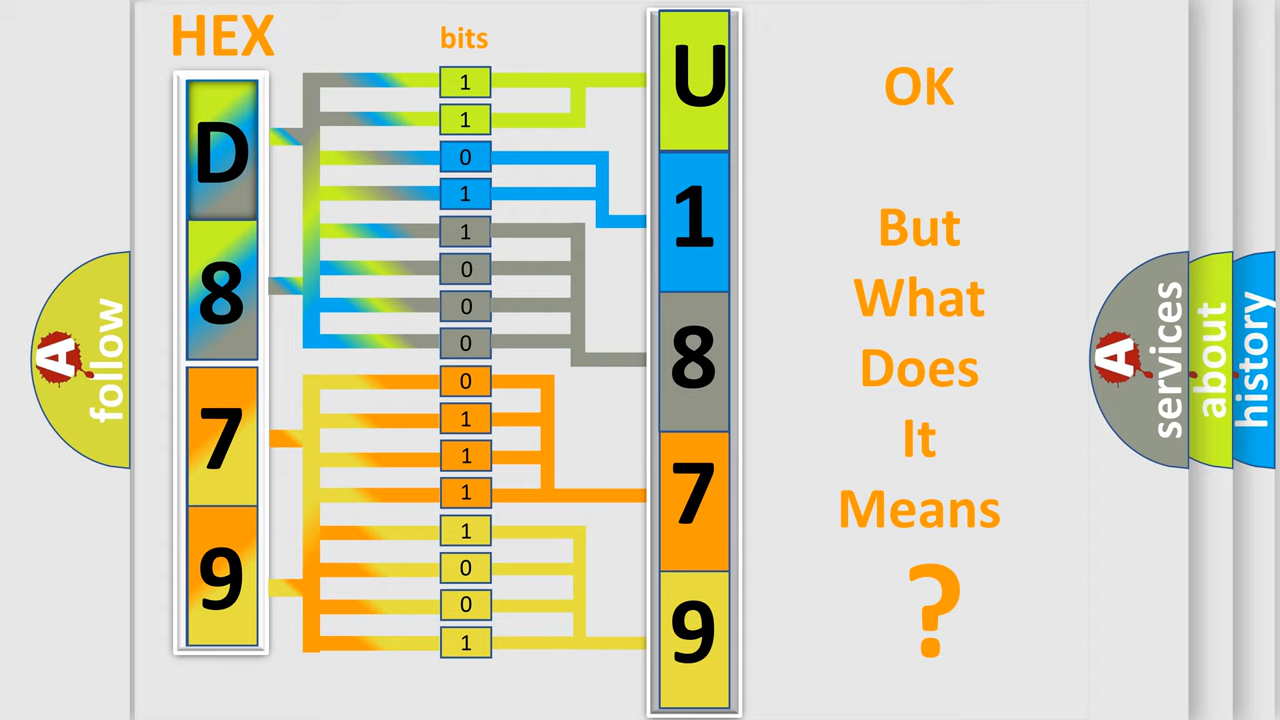 HEX
bits
D
8
7
9
1
1
0
1
1
0
0
0
0
1
1
1
1
0
0
1
U
1
8
7
9
OK
But
What
Does
It
Means
?
A
follow
A
services
about
history